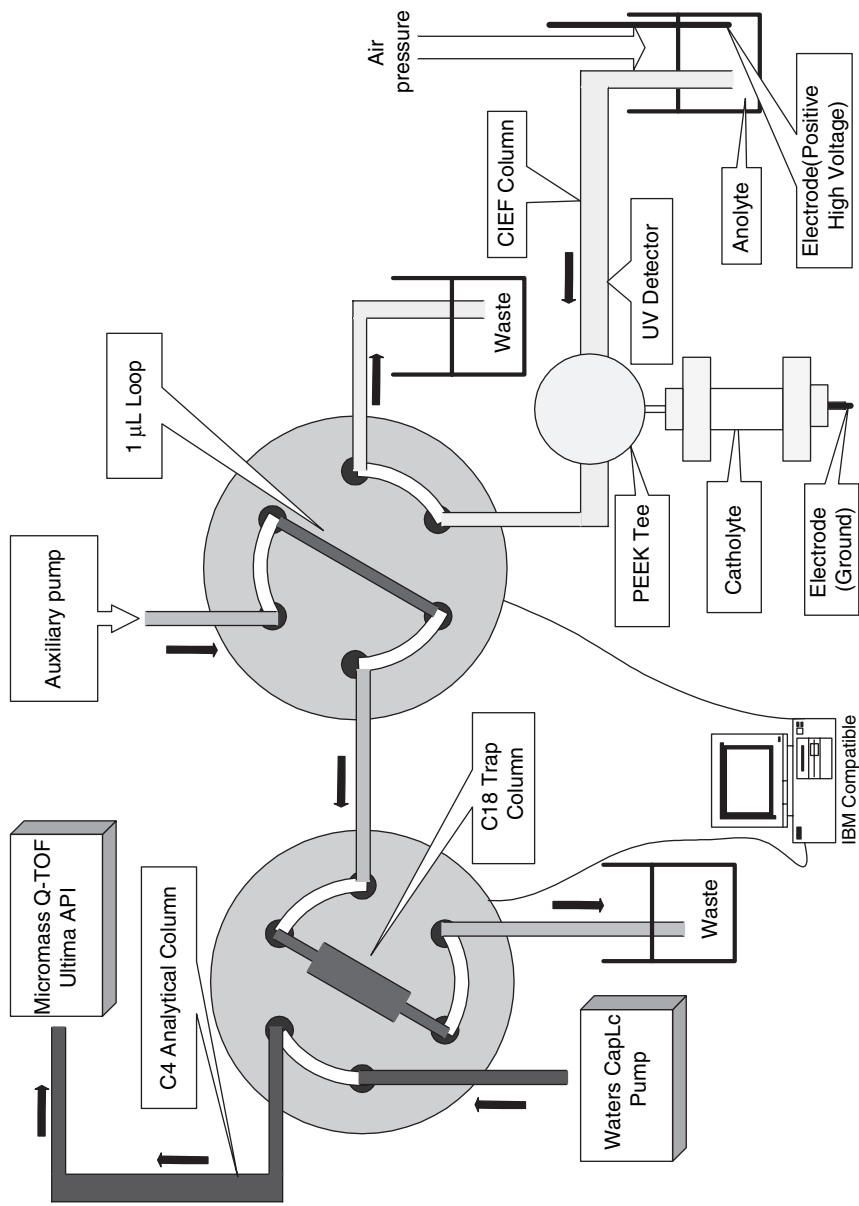 Micromass Q-TOF
Ultima API
Auxiliary pump
1 µL Loop
Air
pressure
C4 Analytical Column
CIEF Column
Waste
C18 Trap
Column
UV Detector
Anolyte
Electrode(Positive
High Voltage)
PEEK Tee
Waters CapLc
Pump
Waste
Catholyte
IBM Compatible
Electrode
(Ground)